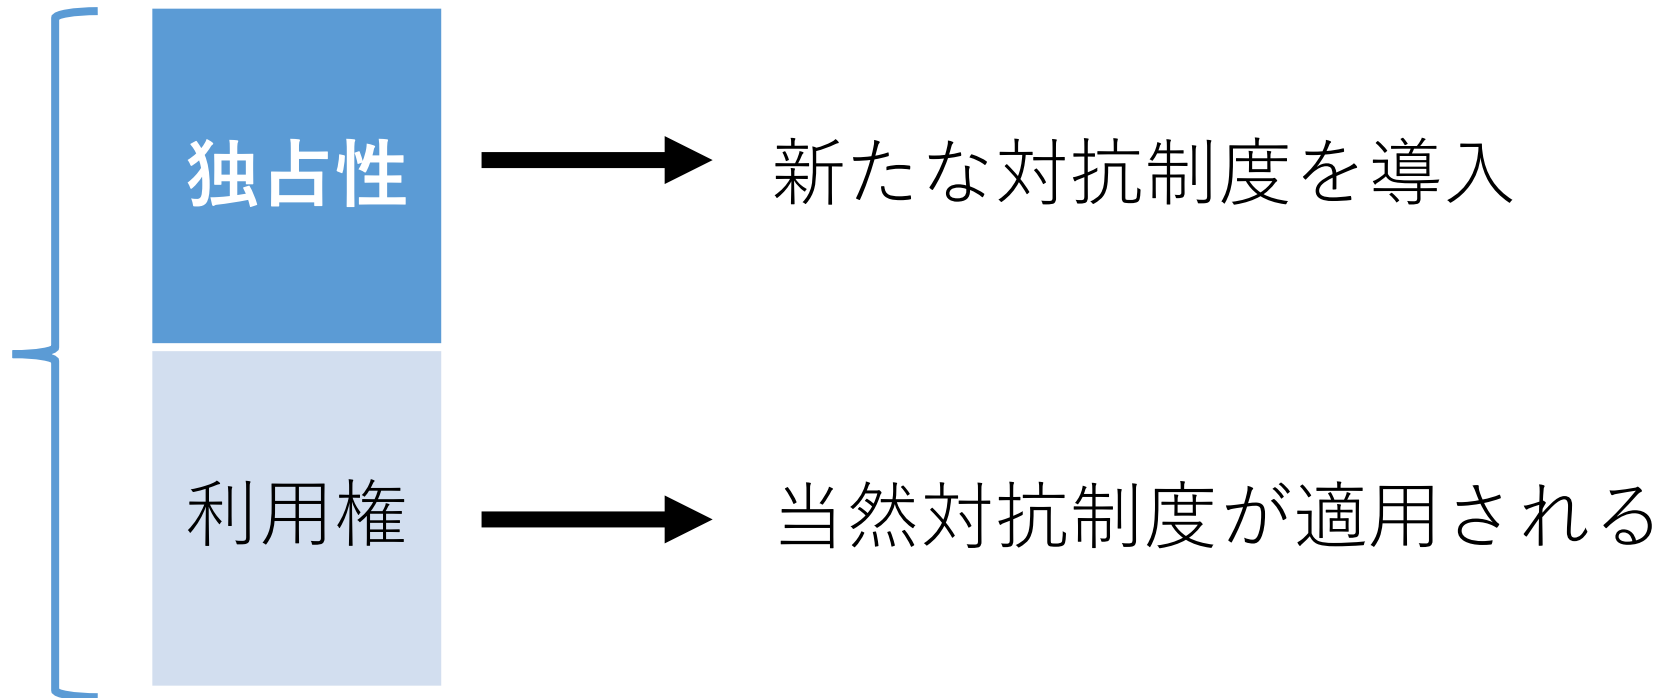 独占性
新たな対抗制度を導入
利用権
当然対抗制度が適用される